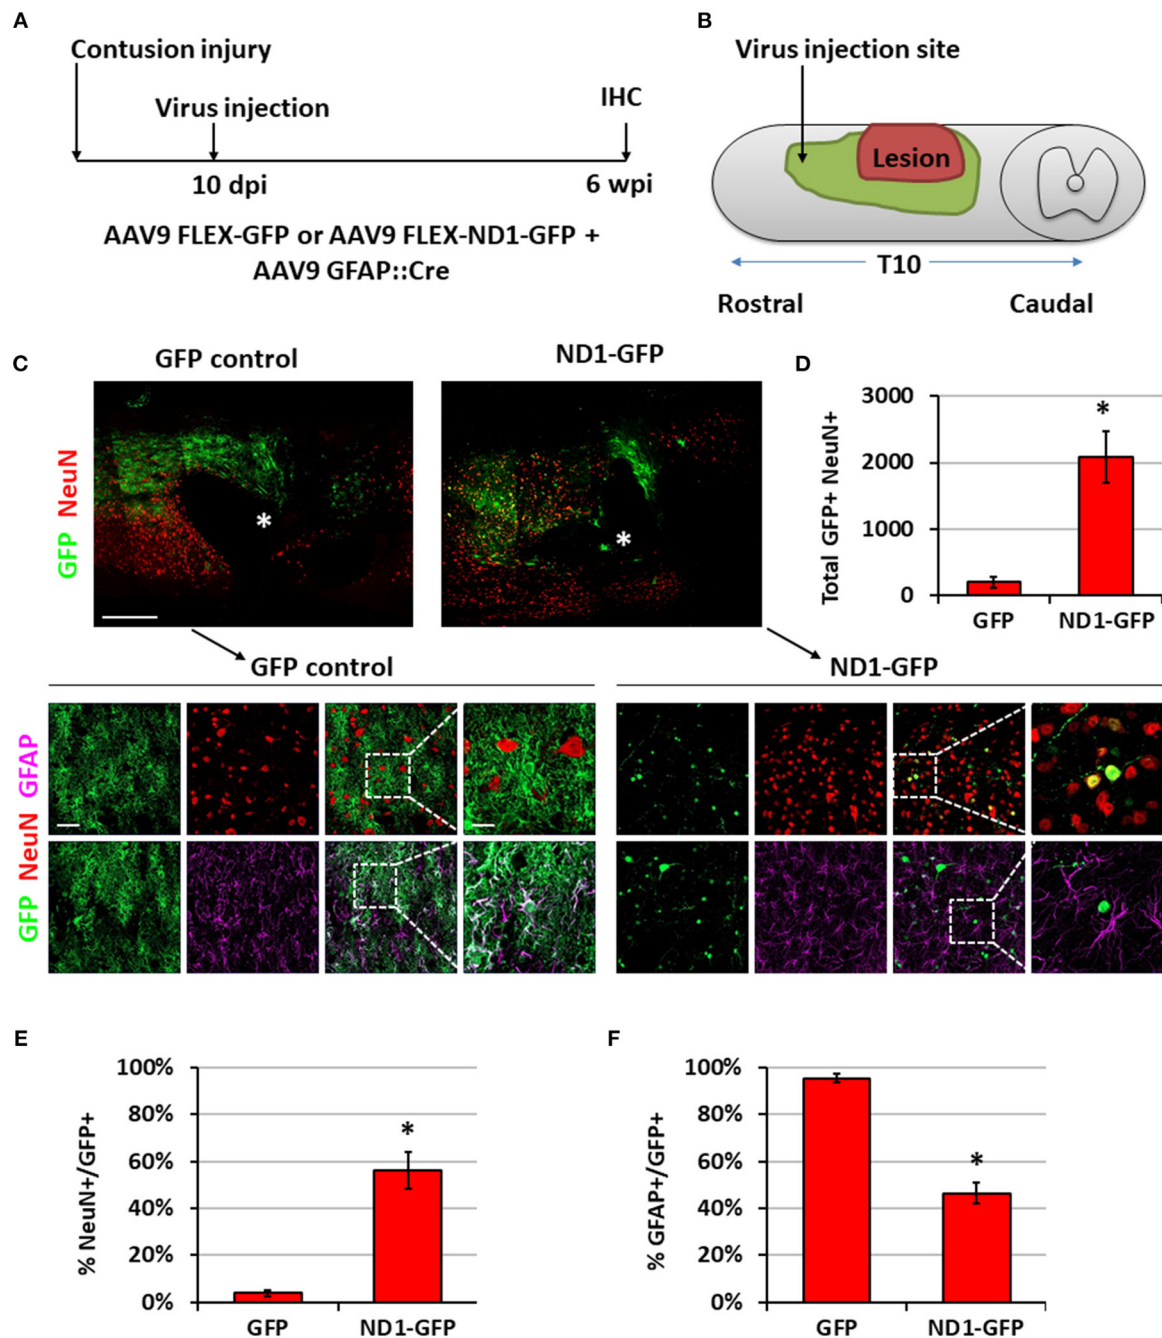 A
Contusion injury
Virus injection
IHC
10 dpi
6 wpi
AAV9 FLEX-GFP or AAV9 FLEX-ND1-GFP +
AAV9 GFAP::Cre
B
Virus injection site
Lesion
T10
Rostral
Caudal
C
GFP control
ND1-GFP
GFP NeuN
*
*
D
Total GFP+ NeuN+
3000
2000
1000
0
*
GFP
ND1-GFP
GFP control
ND1-GFP
GFP NeuN GFAP
E
% NeuN+/GFP+
100%
80%
60%
40%
20%
0%
*
GFP
ND1-GFP
F
% GFAP+/GFP+
100%
80%
60%
40%
20%
0%
*
GFP
ND1-GFP